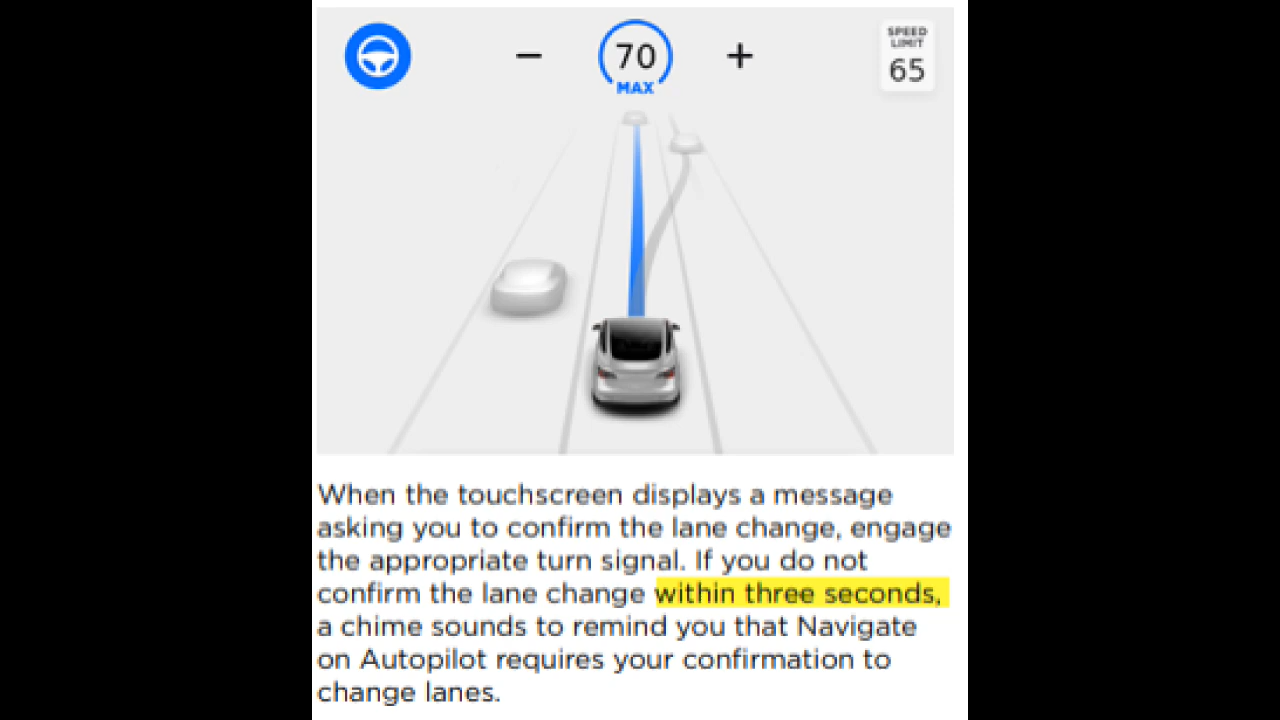 − 70 +
MAX
SPEED
LIMIT
65
When the touchscreen displays a message
asking you to confirm the lane change, engage
the appropriate turn signal. If you do not
confirm the lane change within three seconds,
a chime sounds to remind you that Navigate
on Autopilot requires your confirmation to
change lanes.